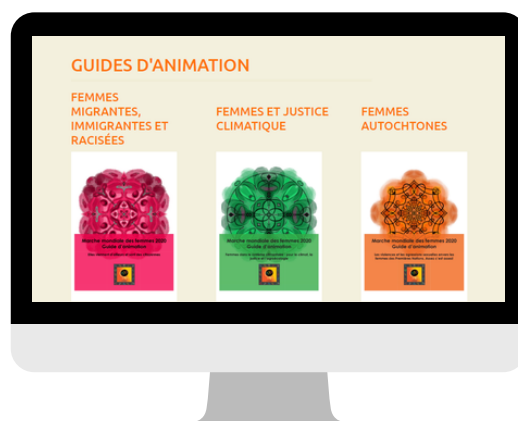 GUIDES D'ANIMATION
FEMMES
MIGRANTES,
IMMIGRANTES ET
RACISÉES
FEMMES ET JUSTICE
CLIMATIQUE
FEMMES
AUTOCHTONES
Marche mondiale des femmes 2020
Guide d'animation
Marche mondiale des femmes 2020
Guide d'animation
Marche mondiale des femmes 2020
Guide d'animation